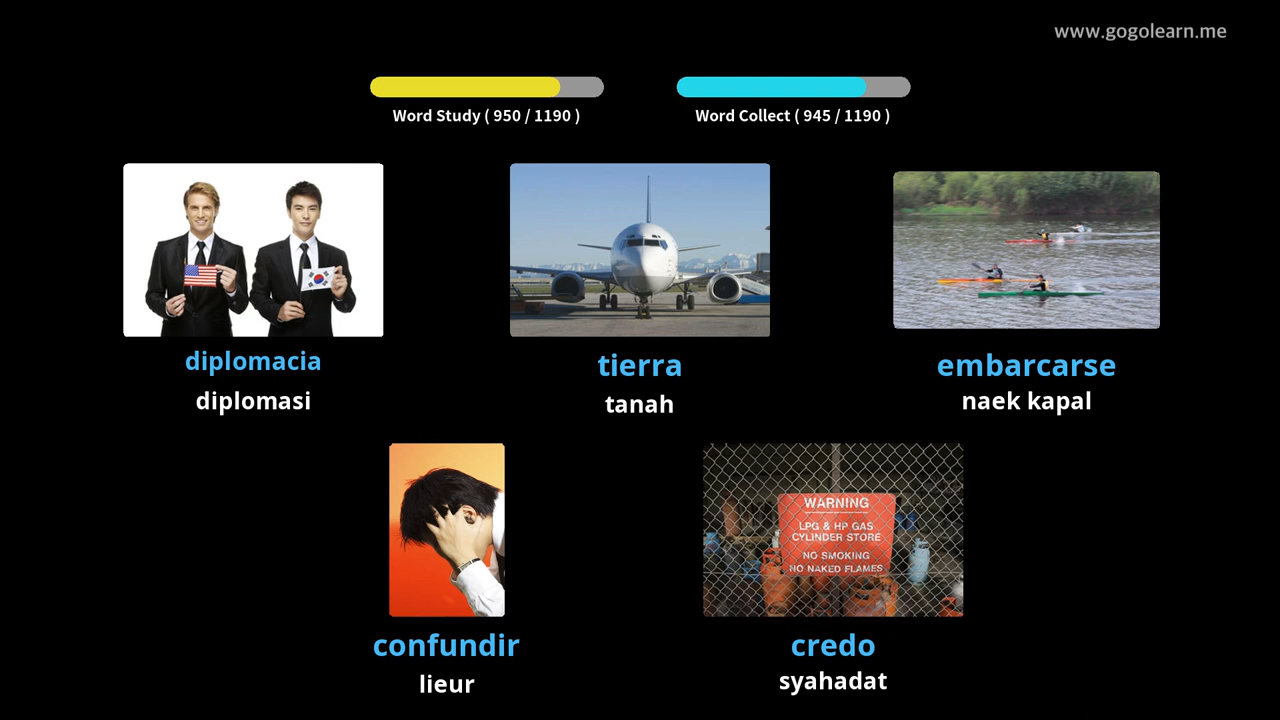 www.gogolearn.me
Word Study ( 950 / 1190 )
Word Collect ( 945 / 1190 )
diplomacia
diplomasi
tierra
tanah
embarcarse
naek kapal
WARNING
LPG & HP GAS
CYLINDER STORE
NO SMOKING
NO NAKED FLAMES
confundir
lieur
credo
syahadat